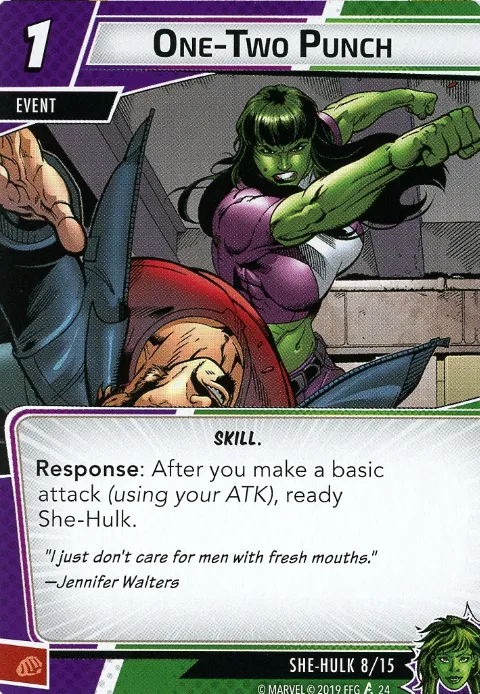 1
ONE-TWO PUNCH
EVENT
SKILL.
Response: After you make a basic
attack (using your ATK), ready
She-Hulk.
"I just don't care for men with fresh mouths."
—Jennifer Walters
SHE-HULK 8/15
© MARVEL © 2019 FFG 24